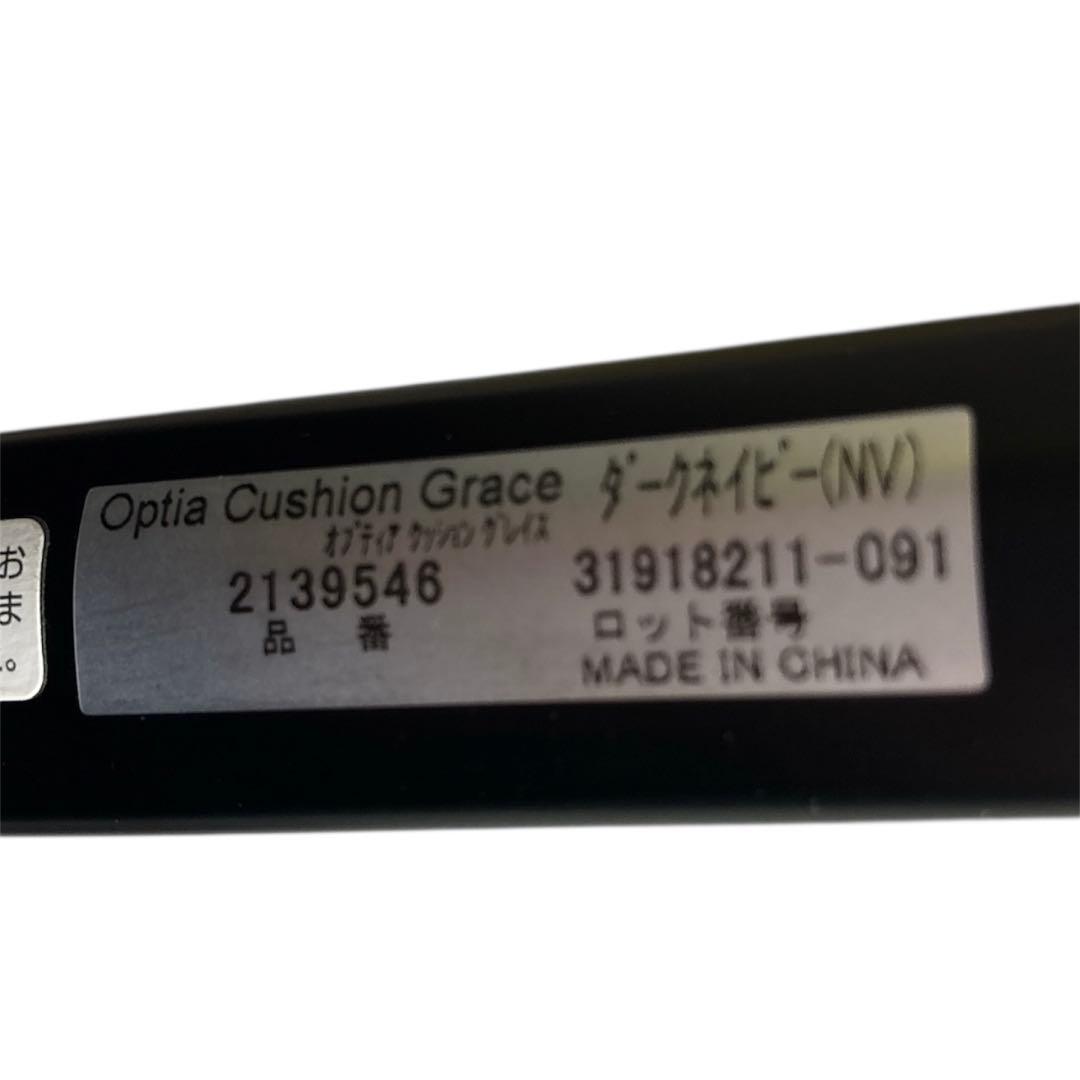 Optia Cushion Grace ﾀﾞｰｸﾈｲﾋﾞｰ(NV)
ｵﾌﾟﾃｨｱ ｸｯｼｮﾝ ｸﾞﾚｲｽ
2139546 31918211-091
品 番 ロット番号
MADE IN CHINA
お
ま
。